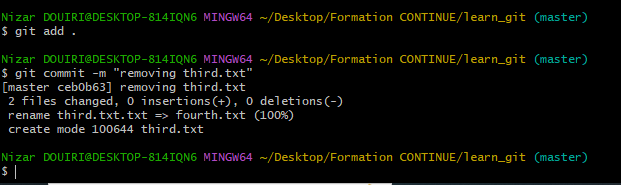 Nizar DOUIRI@DESKTOP-814IQN6 MINGW64 ~/Desktop/Formation CONTINUE/learn_git (master)
$ git add .
Nizar DOUIRI@DESKTOP-814IQN6 MINGW64 ~/Desktop/Formation CONTINUE/learn_git (master)
$ git commit -m "removing third.txt"
[master ceb0b63] removing third.txt
 2 files changed, 0 insertions(+), 0 deletions(-)
 rename third.txt.txt => fourth.txt (100%)
 create mode 100644 third.txt
Nizar DOUIRI@DESKTOP-814IQN6 MINGW64 ~/Desktop/Formation CONTINUE/learn_git (master)
$